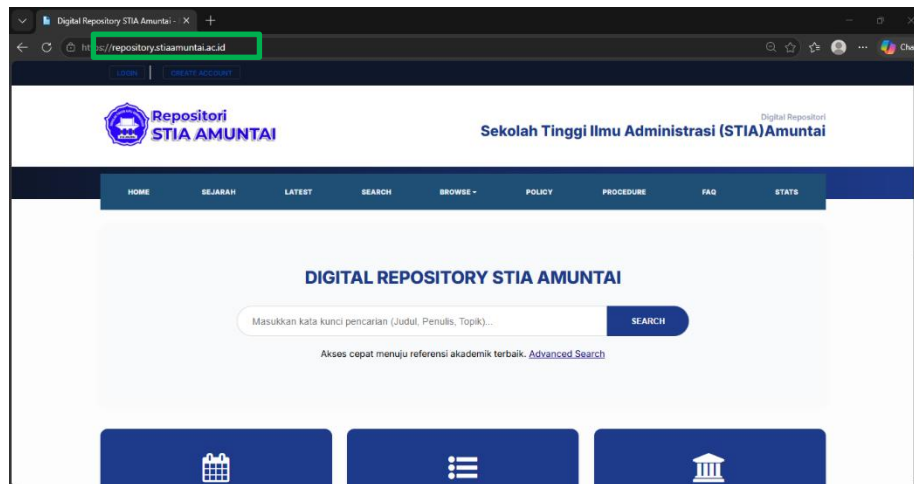 Digital Repository STIA Amuntai -
https://repository.stiaamuntai.ac.id
LOGIN
CREATE ACCOUNT
Repositori
STIA AMUNTAI
Digital Repositori
Sekolah Tinggi Ilmu Administrasi (STIA)Amuntai
HOME SEJARAH LATEST SEARCH BROWSE POLICY PROCEDURE FAQ STATS
DIGITAL REPOSITORY STIA AMUNTAI
Masukkan kata kunci pencarian (Judul, Penulis, Topik)... SEARCH
Akses cepat menuju referensi akademik terbaik. Advanced Search